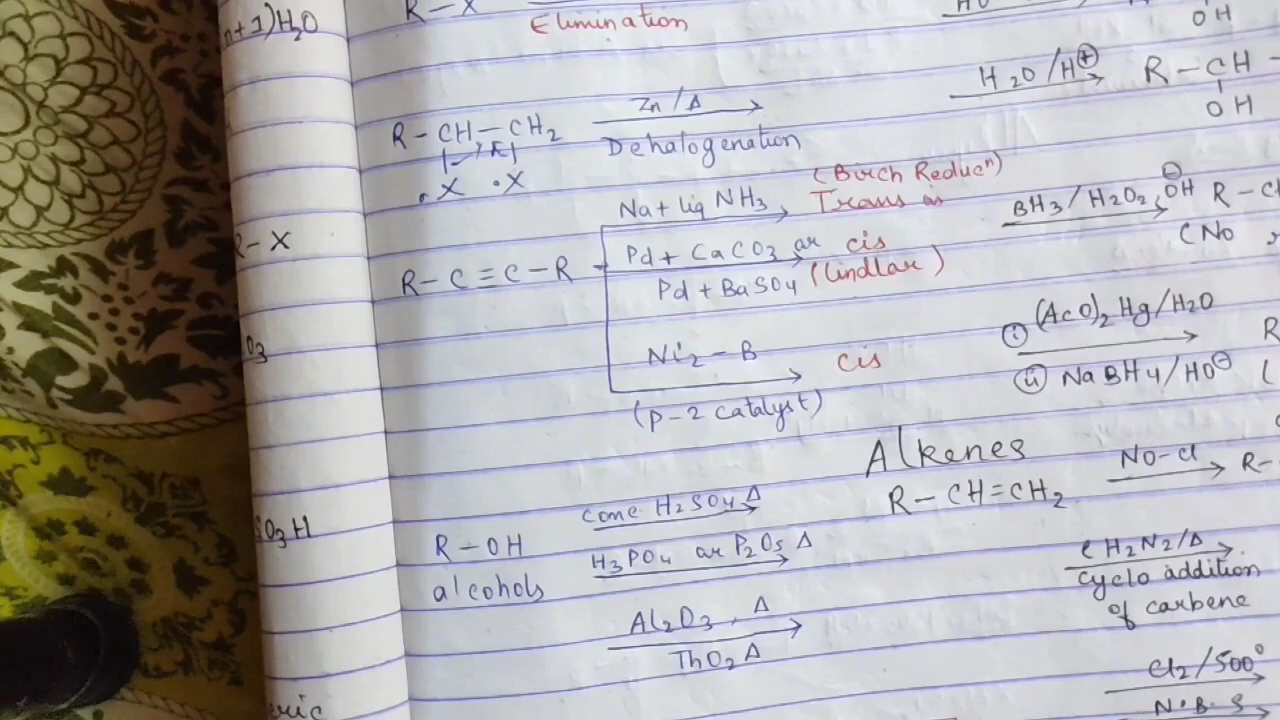 n+1)H2O
R-X
Elimination
OH
H2O/H⊕
R-CH-
OH
R-CH-CH2
X X
Zn/Δ
Dehalogenation
R-X
O3
SO3H
Na+liq NH3
(Birch Reducⁿ)
Trans
R-C≡C-R
Pd+CaCO3 or
cis
Pd+BaSO4
(lindlar)
Ni2-B
cis
(P-2 catalyst)
BH3/H2O2, ⊖OH
R-CH
(No
(i) (AcO)2Hg/H2O
(ii) NaBH4/HO⊖
R
(
Alkenes
R-CH=CH2
NO-Cl
R-
R-OH
alcohols
conc. H2SO4 Δ
H3PO4 or P2O5 Δ
Al2O3, Δ
ThO2 Δ
CH2N2/Δ
cyclo addition
of carbene
Cl2/500°
N.B.S